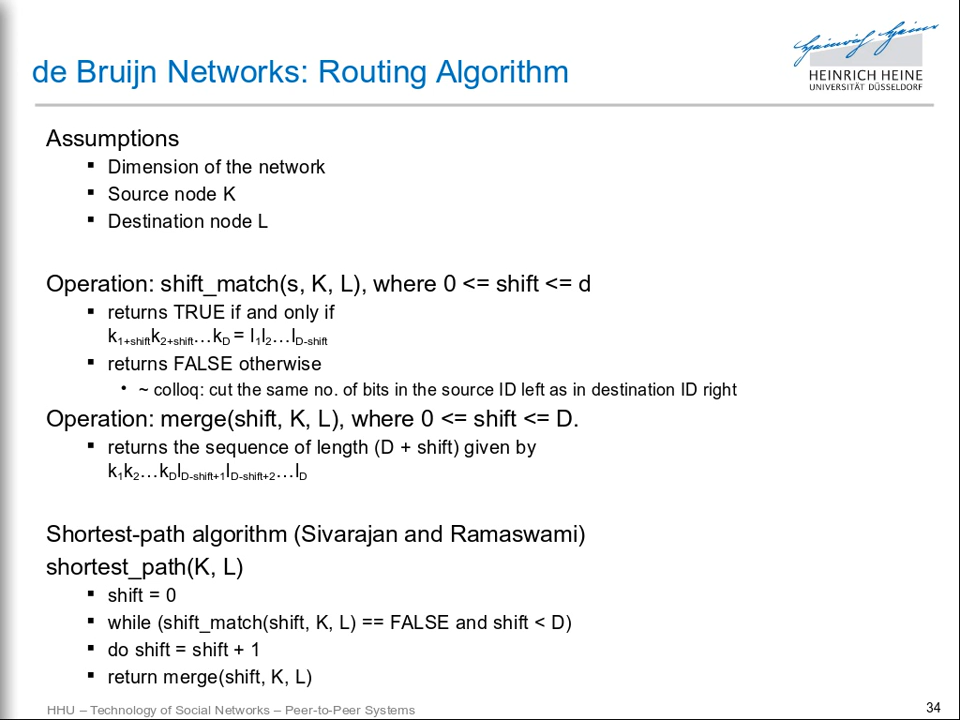 de Bruijn Networks: Routing Algorithm
Heinrich Heine
HEINRICH HEINE
UNIVERSITÄT DÜSSELDORF
Assumptions
▪ Dimension of the network
▪ Source node K
▪ Destination node L
Operation: shift_match(s, K, L), where 0 <= shift <= d
▪ returns TRUE if and only if
k1+shiftk2+shift…kD = l1l2…lD-shift
▪ returns FALSE otherwise
• ~ colloq: cut the same no. of bits in the source ID left as in destination ID right
Operation: merge(shift, K, L), where 0 <= shift <= D.
▪ returns the sequence of length (D + shift) given by
k1k2…kDlD-shift+1lD-shift+2…lD
Shortest-path algorithm (Sivarajan and Ramaswami)
shortest_path(K, L)
▪ shift = 0
▪ while (shift_match(shift, K, L) == FALSE and shift < D)
▪ do shift = shift + 1
▪ return merge(shift, K, L)
HHU – Technology of Social Networks – Peer-to-Peer Systems
34